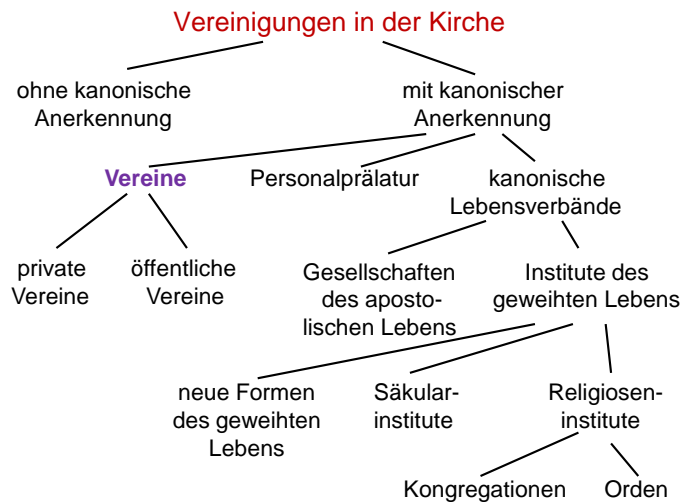 Vereinigungen in der Kirche
ohne kanonische
Anerkennung
mit kanonischer
Anerkennung
Vereine
Personalprälatur
kanonische
Lebensverbände
private
Vereine
öffentliche
Vereine
Gesellschaften
des aposto-
lischen Lebens
Institute des
geweihten Lebens
neue Formen
des geweihten
Lebens
Säkular-
institute
Religiosen-
institute
Kongregationen
Orden